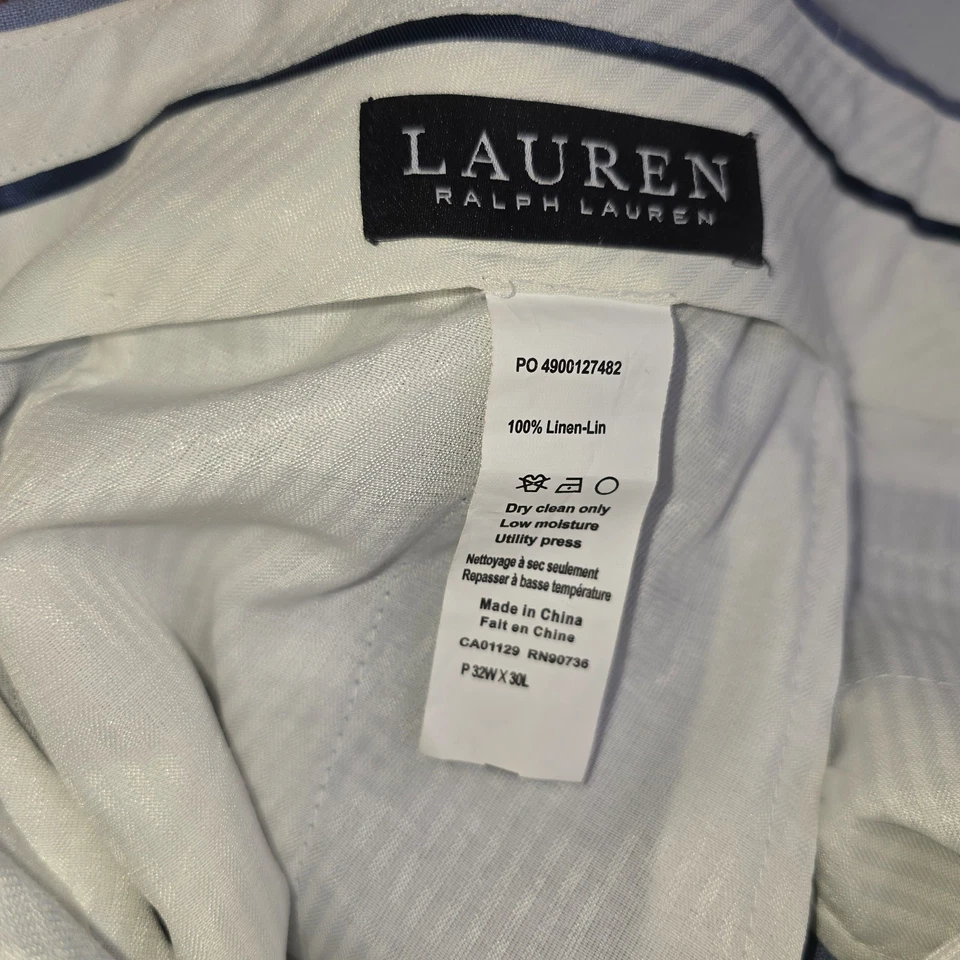 LAUREN
RALPH LAUREN
PO 4900127482
100% Linen-Lin
Dry clean only
Low moisture
Utility press
Nettoyage à sec seulement
Repasser à basse température
Made in China
Fait en Chine
CA01129 RN90736
P 32W X 30L